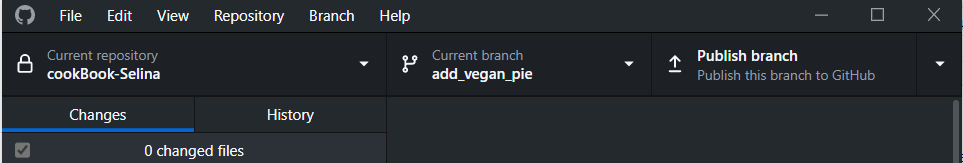 File Edit View Repository Branch Help
Current repository
cookBook-Selina
Current branch
add_vegan_pie
Publish branch
Publish this branch to GitHub
Changes History
0 changed files